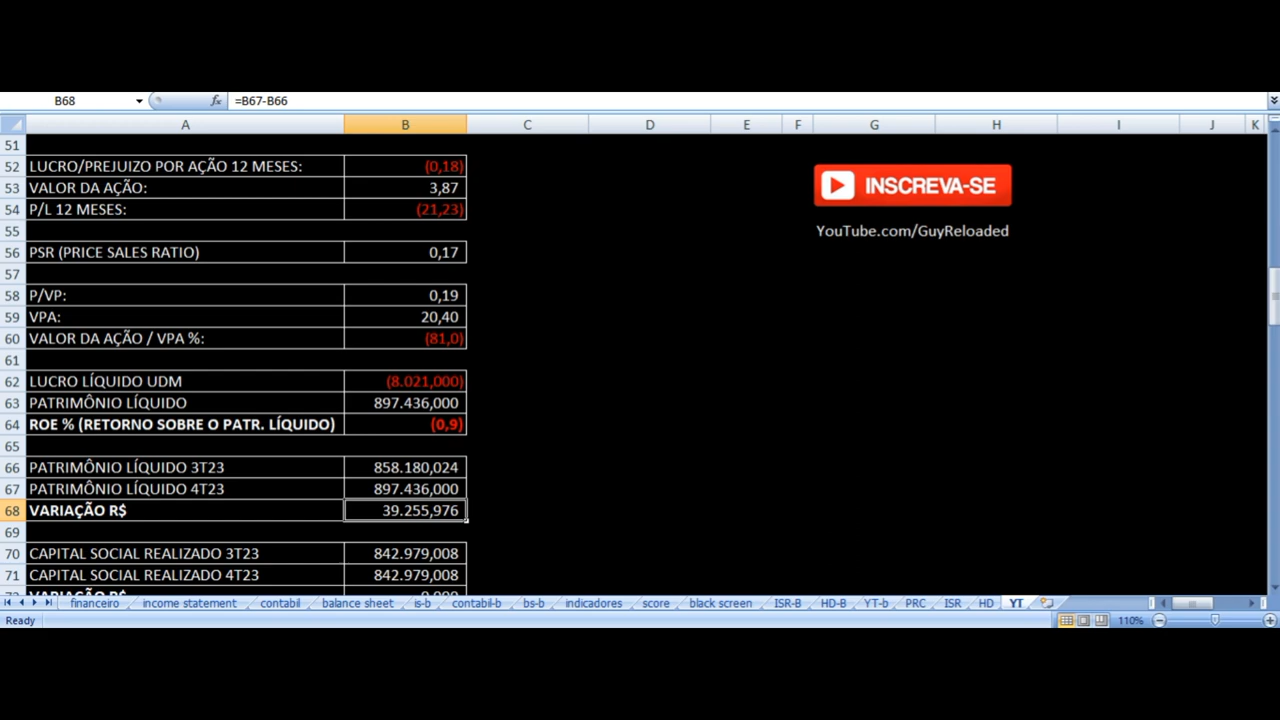 B68 fx =B67-B66
A B C D E F G H I J K
51
52 LUCRO/PREJUIZO POR AÇÃO 12 MESES: (0,18)
INSCREVA-SE
53 VALOR DA AÇÃO: 3,87
54 P/L 12 MESES: (21,23)
55
YouTube.com/GuyReloaded
56 PSR (PRICE SALES RATIO) 0,17
57
58 P/VP: 0,19
59 VPA: 20,40
60 VALOR DA AÇÃO / VPA %: (81,0)
61
62 LUCRO LÍQUIDO UDM (8.021,000)
63 PATRIMÔNIO LÍQUIDO 897.436,000
64 ROE % (RETORNO SOBRE O PATR. LÍQUIDO) (0,9)
65
66 PATRIMÔNIO LÍQUIDO 3T23 858.180,024
67 PATRIMÔNIO LÍQUIDO 4T23 897.436,000
68 VARIAÇÃO R$ 39.255,976
69
70 CAPITAL SOCIAL REALIZADO 3T23 842.979,008
71 CAPITAL SOCIAL REALIZADO 4T23 842.979,008
72 VARIAÇÃO R$ 0,000
financeiro income statement contabil balance sheet is-b contabil-b bs-b indicadores score black screen ISR-B HD-B YT-b PRC ISR HD YT
Ready 110%